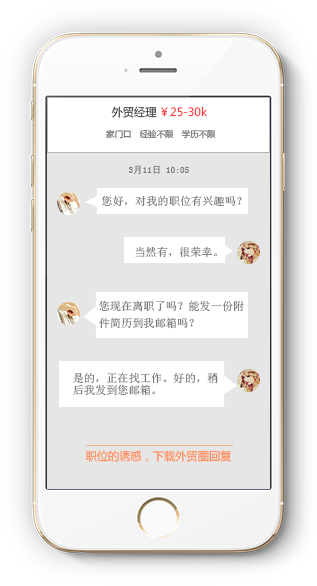 外贸经理 ￥25-30k
家门口 经验不限 学历不限
3月11日 10:05
您好，对我的职位有兴趣吗？
当然有，很荣幸。
您现在离职了吗？能发一份附
件简历到我邮箱吗？
是的，正在找工作。好的，稍
后我发到您邮箱。
职位的诱惑，下载外贸圈回复